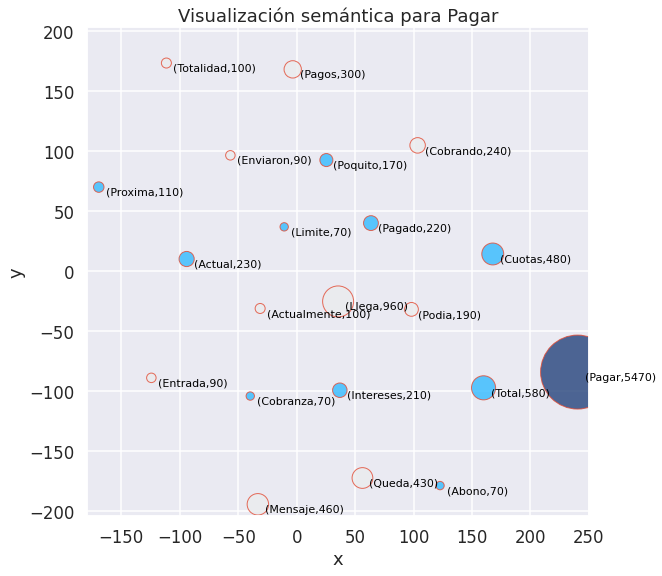 Visualización semántica para Pagar
200
150
100
50
0
−50
−100
−150
−200
y
(Totalidad,100)
(Pagos,300)
(Cobrando,240)
(Enviaron,90)
(Poquito,170)
(Proxima,110)
(Limite,70)
(Pagado,220)
(Actual,230)
(Cuotas,480)
(Llega,960)
(Actualmente,100)
(Podia,190)
(Pagar,5470)
(Entrada,90)
(Cobranza,70)
(Intereses,210)
(Total,580)
(Queda,430)
(Abono,70)
(Mensaje,460)
−150 −100 −50 0 50 100 150 200 250
x